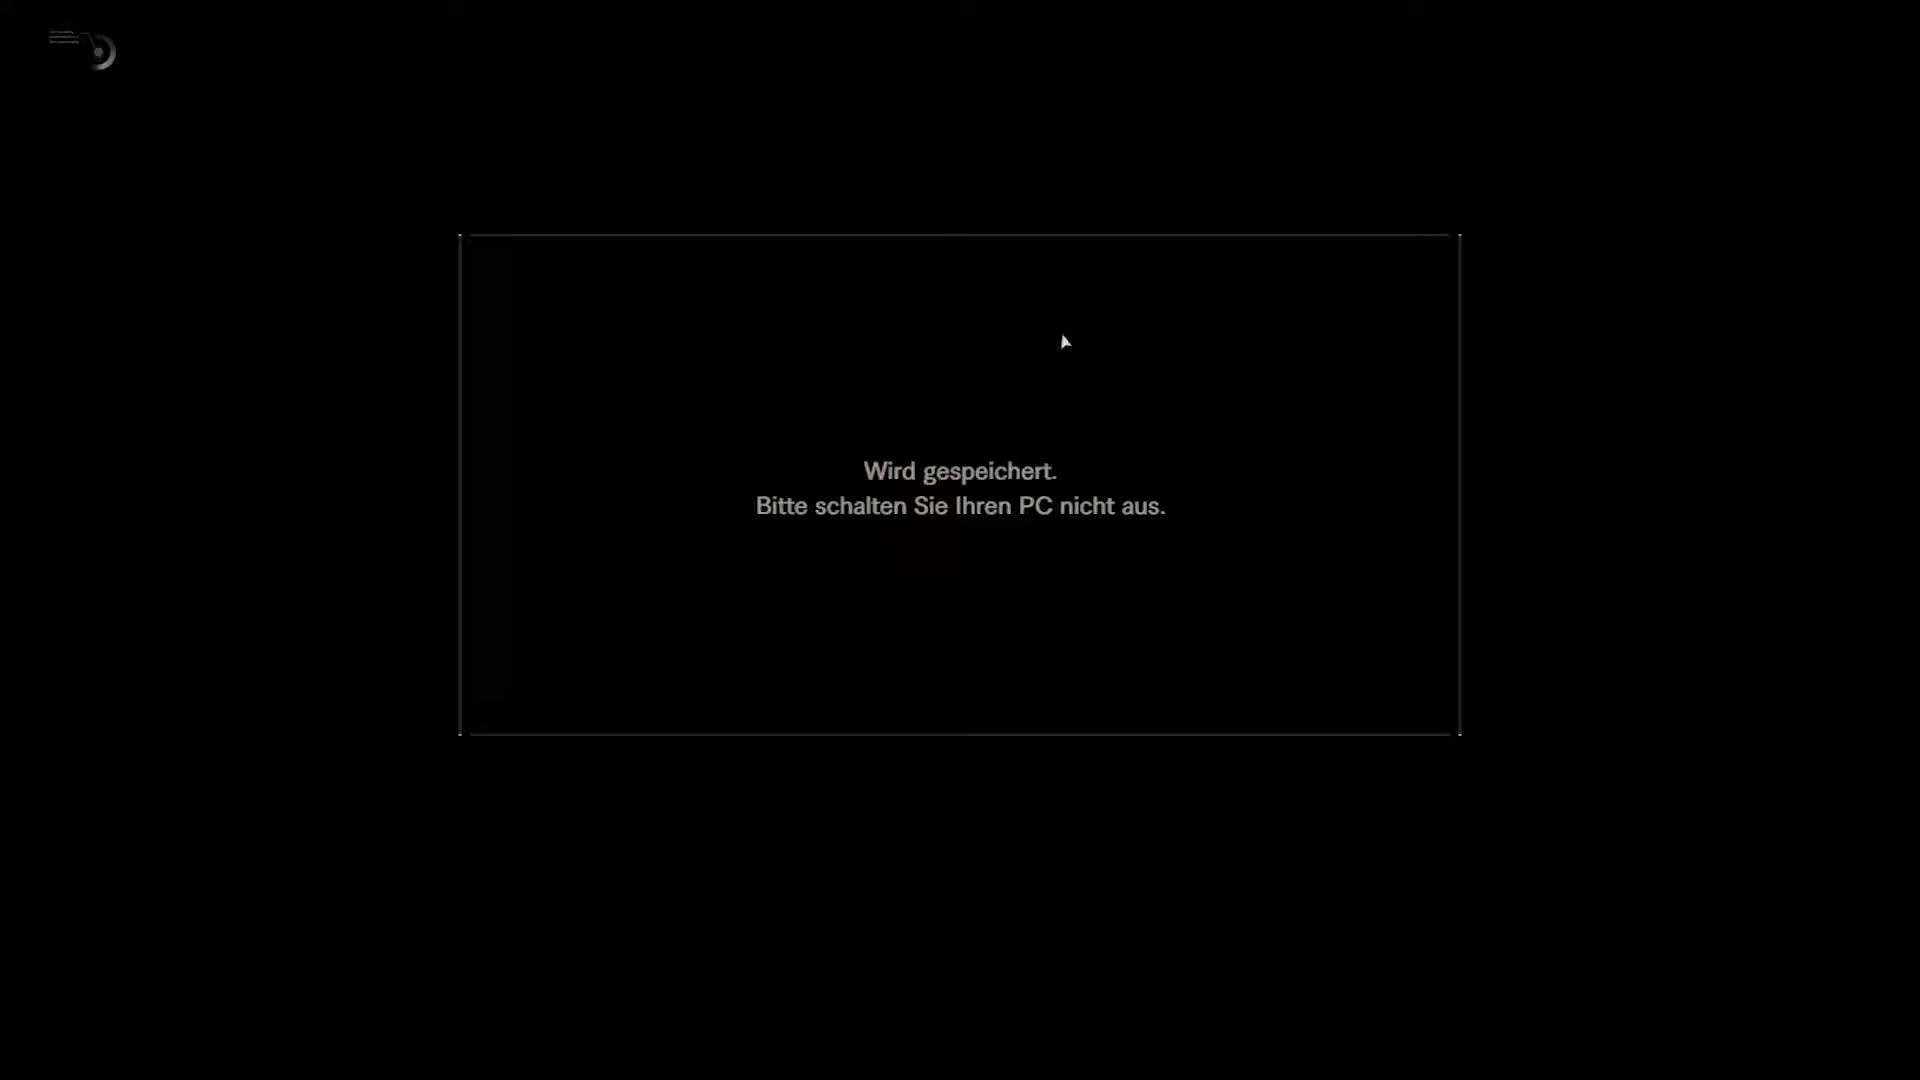 Wird gespeichert.
Bitte schalten Sie Ihren PC nicht aus.